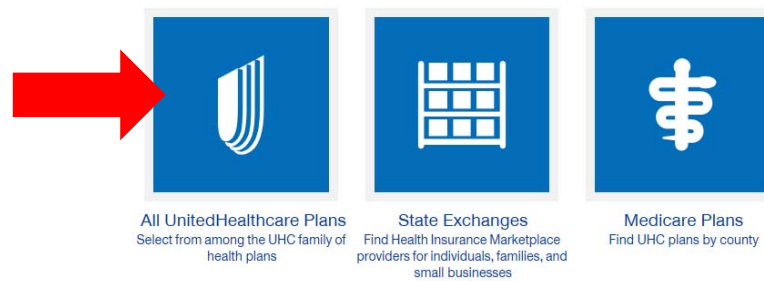 All UnitedHealthcare Plans
Select from among the UHC family of
health plans
State Exchanges
Find Health Insurance Marketplace
providers for individuals, families, and
small businesses
Medicare Plans
Find UHC plans by county